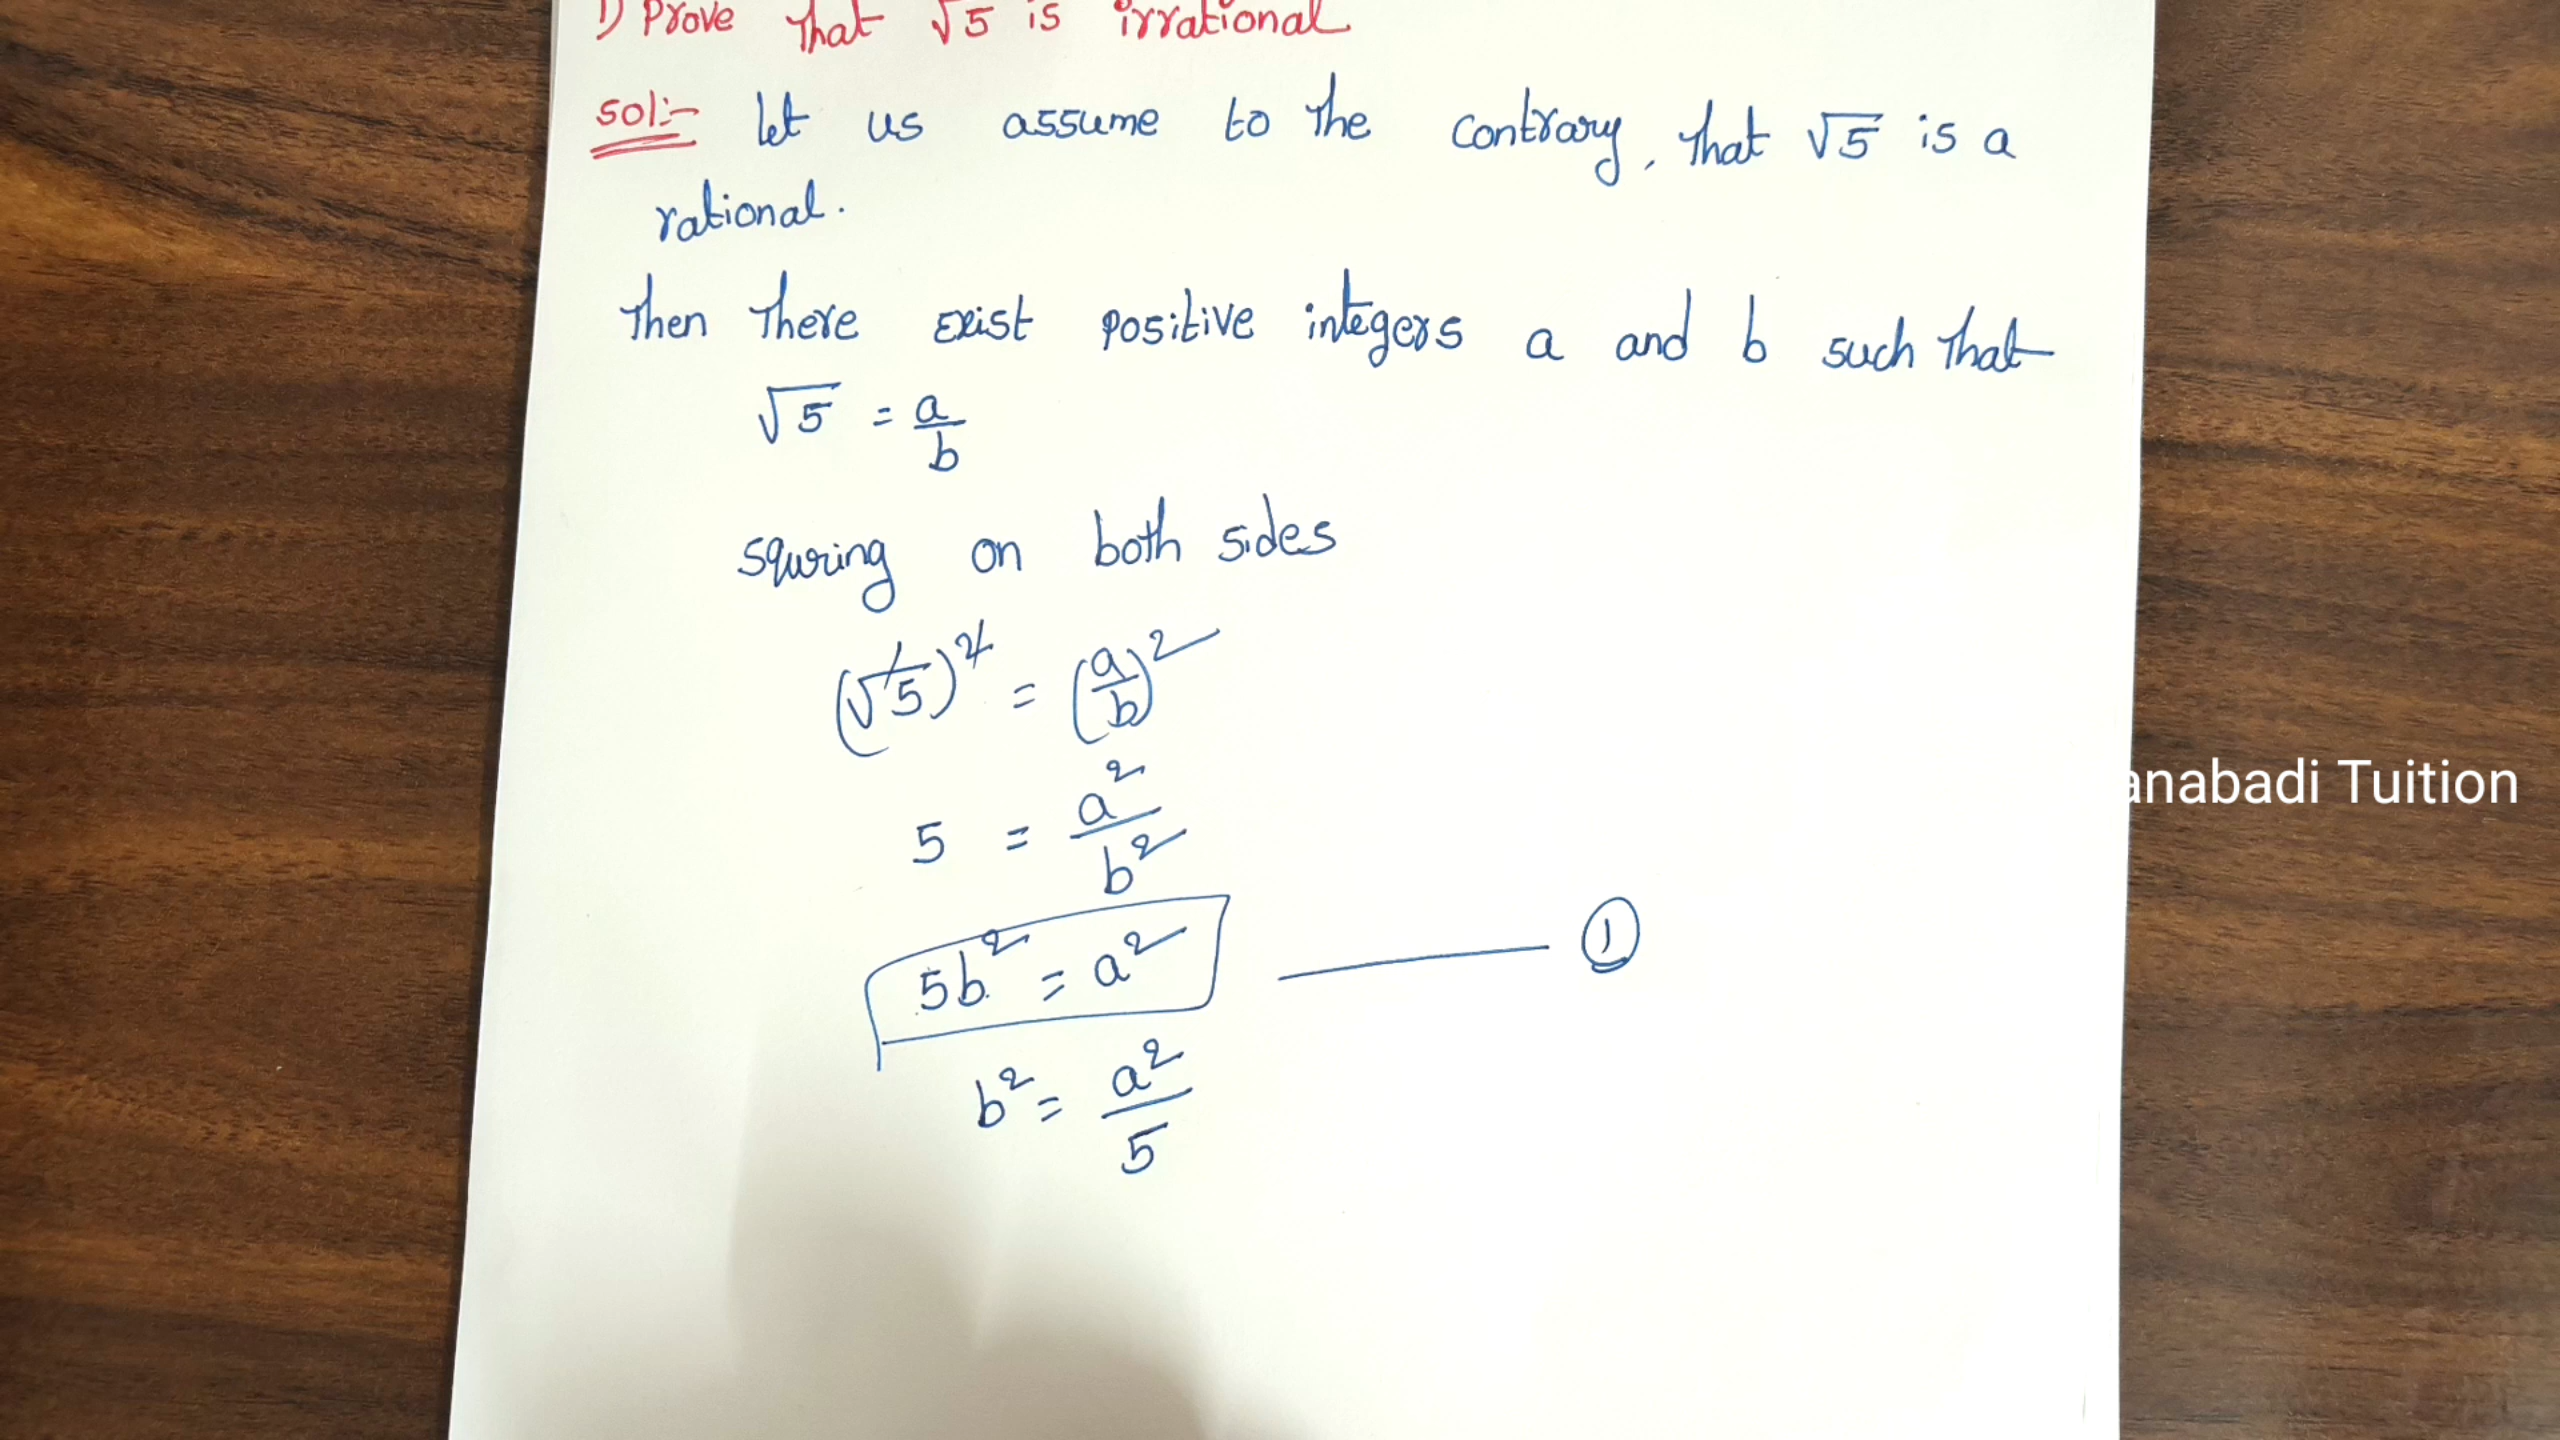 1) Prove that √5 is irrational
sol:- let us assume to the contrary, that √5 is a
rational.
Then there exist positive integers a and b such that
√5 = a/b
squring on both sides
(√5)² = (a/b)²
5 = a²/b²
5b² = a² ——— ①
b² = a²/5
anabadi Tuition